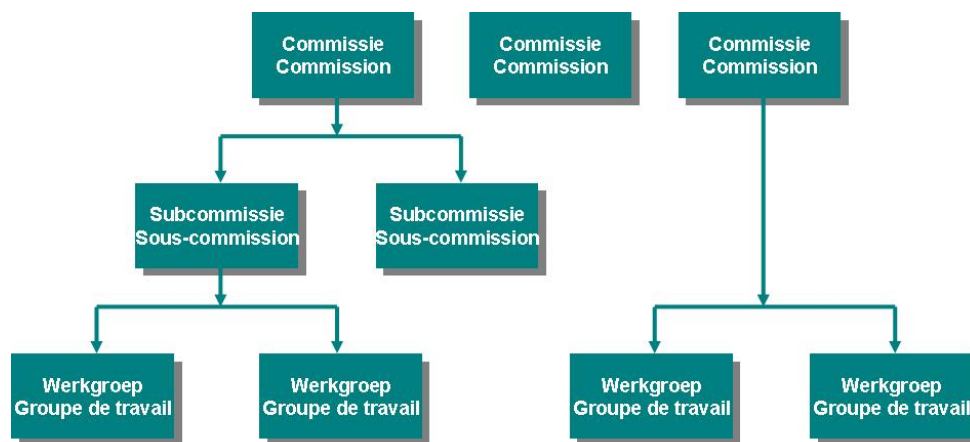 Commissie
Commission
Commissie
Commission
Commissie
Commission
Subcommissie
Sous-commission
Subcommissie
Sous-commission
Werkgroep
Groupe de travail
Werkgroep
Groupe de travail
Werkgroep
Groupe de travail
Werkgroep
Groupe de travail